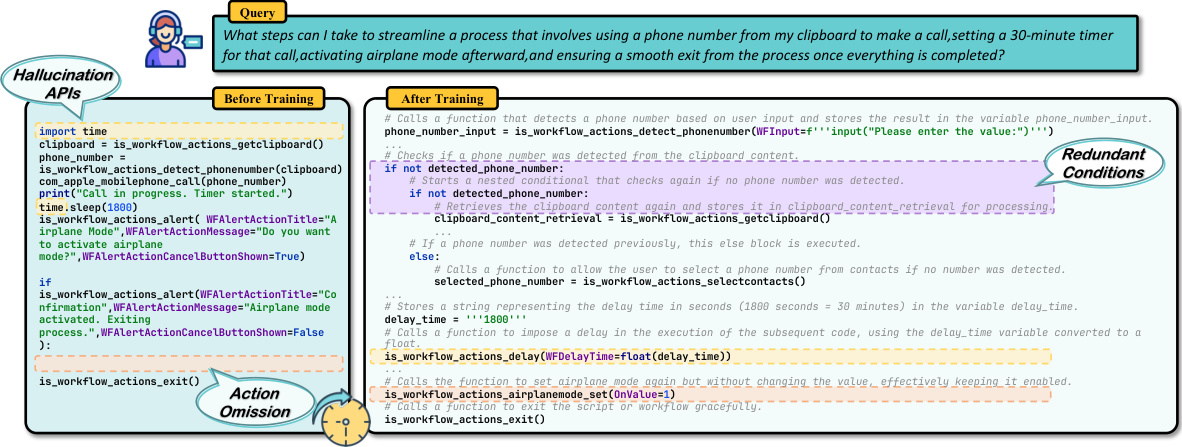 Query
What steps can I take to streamline a process that involves using a phone number from my clipboard to make a call,setting a 30-minute timer
for that call,activating airplane mode afterward,and ensuring a smooth exit from the process once everything is completed?
Hallucination
APIs
Before Training
import time
clipboard = is_workflow_actions_getclipboard()
phone_number =
is_workflow_actions_detect_phonenumber(clipboard)
com_apple_mobilephone_call(phone_number)
print("Call in progress. Timer started.")
time.sleep(1800)
is_workflow_actions_alert( WFAlertActionTitle="A
irplane Mode",WFAlertActionMessage="Do you want
to activate airplane
mode?",WFAlertActionCancelButtonShown=True)
if
is_workflow_actions_alert(WFAlertActionTitle="Co
nfirmation",WFAlertActionMessage="Airplane mode
activated. Exiting
process.",WFAlertActionCancelButtonShown=False
):
is_workflow_actions_exit()
Action
Omission
After Training
# Calls a function that detects a phone number based on user input and stores the result in the variable phone_number_input.
phone_number_input = is_workflow_actions_detect_phonenumber(WFInput=f'''input("Please enter the value:")''')
...
# Checks if a phone number was detected from the clipboard content.
if not detected_phone_number:
# Starts a nested conditional that checks again if no phone number was detected.
if not detected_phone_number:
# Retrieves the clipboard content again and stores it in clipboard_content_retrieval for processing.
clipboard_content_retrieval = is_workflow_actions_getclipboard()
...
# If a phone number was detected previously, this else block is executed.
else:
# Calls a function to allow the user to select a phone number from contacts if no number was detected.
selected_phone_number = is_workflow_actions_selectcontacts()
...
# Stores a string representing the delay time in seconds (1800 seconds = 30 minutes) in the variable delay_time.
delay_time = '''1800'''
# Calls a function to impose a delay in the execution of the subsequent code, using the delay_time variable converted to a
float.
is_workflow_actions_delay(WFDelayTime=float(delay_time))
...
# Calls the function to set airplane mode again but without changing the value, effectively keeping it enabled.
is_workflow_actions_airplanemode_set(OnValue=1)
# Calls a function to exit the script or workflow gracefully.
is_workflow_actions_exit()
Redundant
Conditions